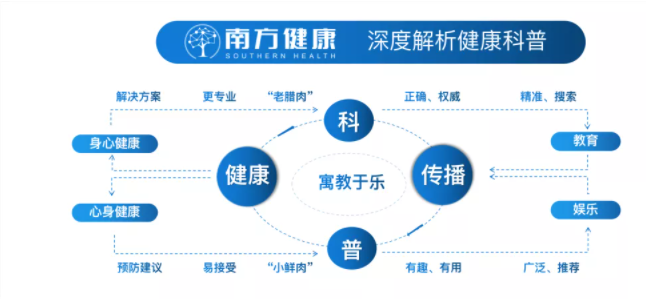 南方健康
SOUTHERN HEALTH
深度解析健康科普
解决方案 更专业 “老腊肉” 正确、权威 精准、搜索
科
身心健康
教育
健康
寓教于乐
传播
心身健康
娱乐
普
预防建议 易接受 “小鲜肉” 有趣、有用 广泛、推荐